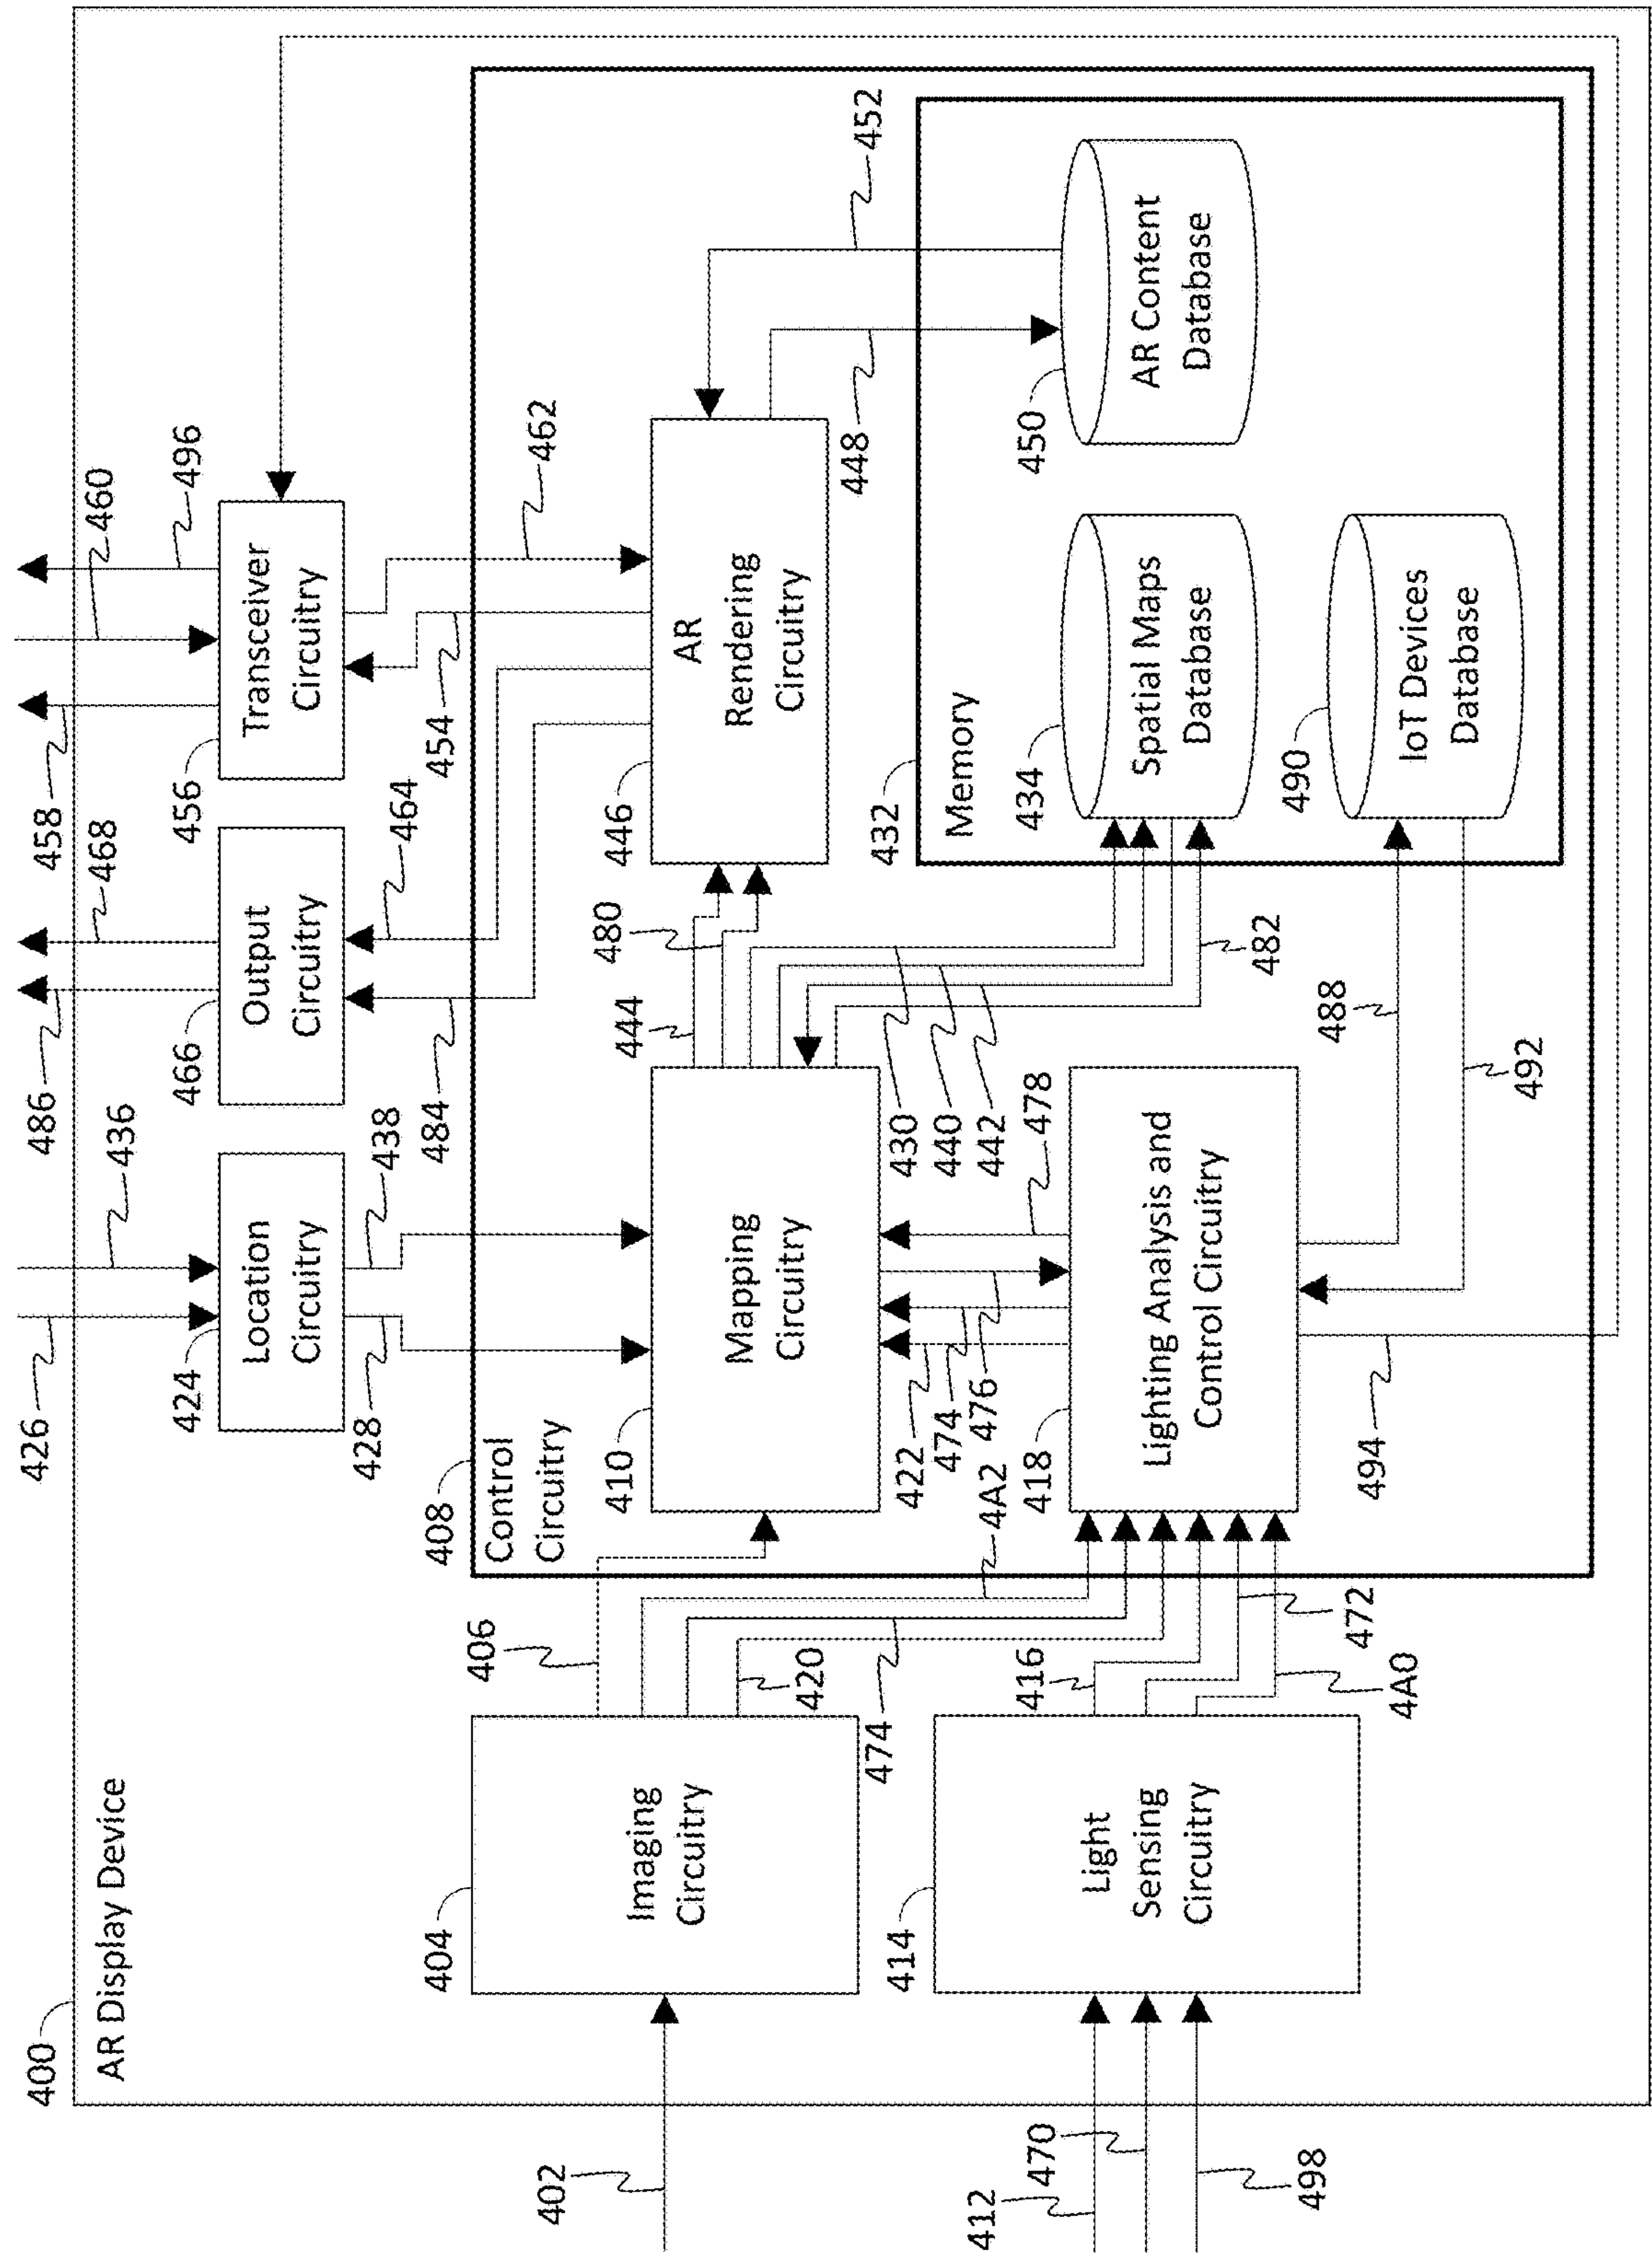 400
AR Display Device
426
436
486
468
458
460
496
424
Location
Circuitry
466
Output
Circuitry
456
Transceiver
Circuitry
428
438
484
464
454
462
408
Control
Circuitry
402
404
Imaging
Circuitry
406
410
Mapping
Circuitry
444
480
446
AR
Rendering
Circuitry
448
452
430
440
442
482
422
474
476
478
4A2
474
420
416
472
4A0
412
470
498
414
Light
Sensing
Circuitry
418
Lighting Analysis and
Control Circuitry
494
488
492
432
Memory
434
Spatial Maps
Database
450
AR Content
Database
490
IoT Devices
Database